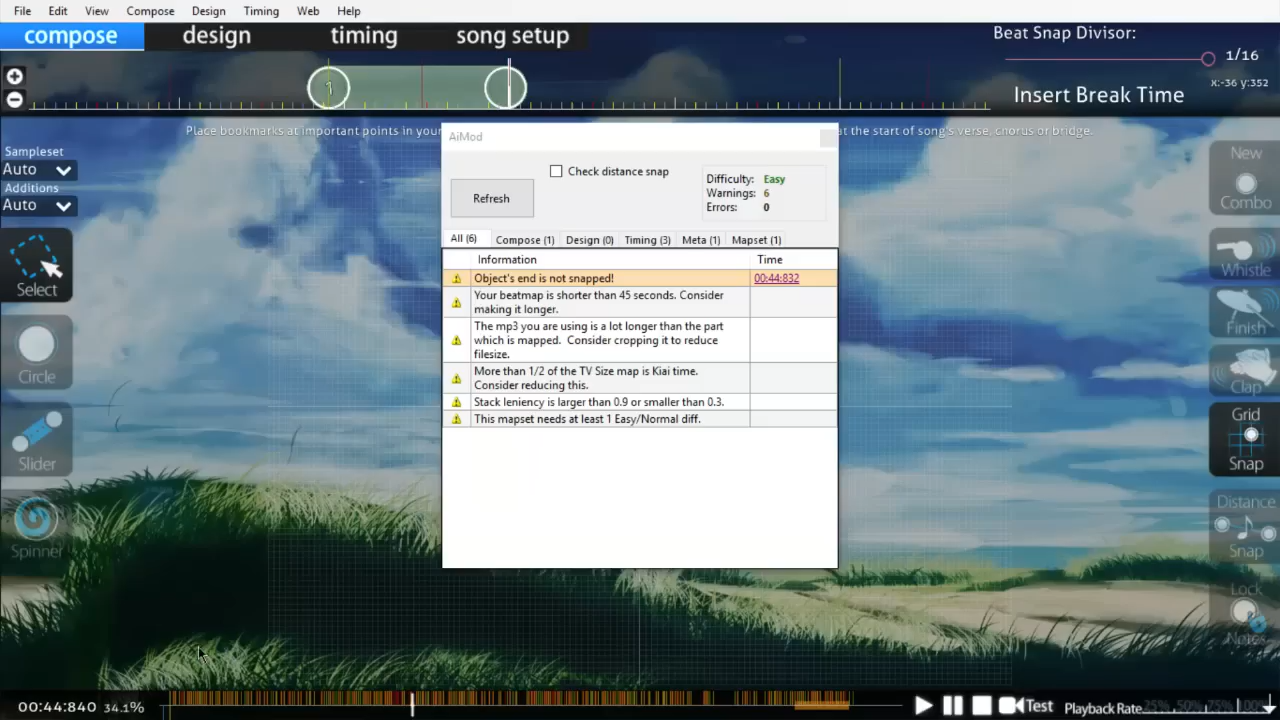 File Edit View Compose Design Timing Web Help
compose design timing song setup
Beat Snap Divisor:
1/16
x:-36 y:352
Insert Break Time
1
Place bookmarks at important points in your
at the start of song's verse, chorus or bridge.
Sampleset
Auto
Additions
Auto
Select
Circle
Slider
Spinner
AiMod
Check distance snap
Refresh
Difficulty: Easy
Warnings: 6
Errors: 0
All (6) Compose (1) Design (0) Timing (3) Meta (1) Mapset (1)
Information Time
Object's end is not snapped! 00:44:832
Your beatmap is shorter than 45 seconds. Consider
making it longer.
The mp3 you are using is a lot longer than the part
which is mapped. Consider cropping it to reduce
filesize.
More than 1/2 of the TV Size map is Kiai time.
Consider reducing this.
Stack leniency is larger than 0.9 or smaller than 0.3.
This mapset needs at least 1 Easy/Normal diff.
New
Combo
Whistle
Finish
Clap
Grid
Snap
Distance
Snap
Lock
Notes
00:44:840 34.1%
Test
Playback Rate 25% 50% 75% 100%